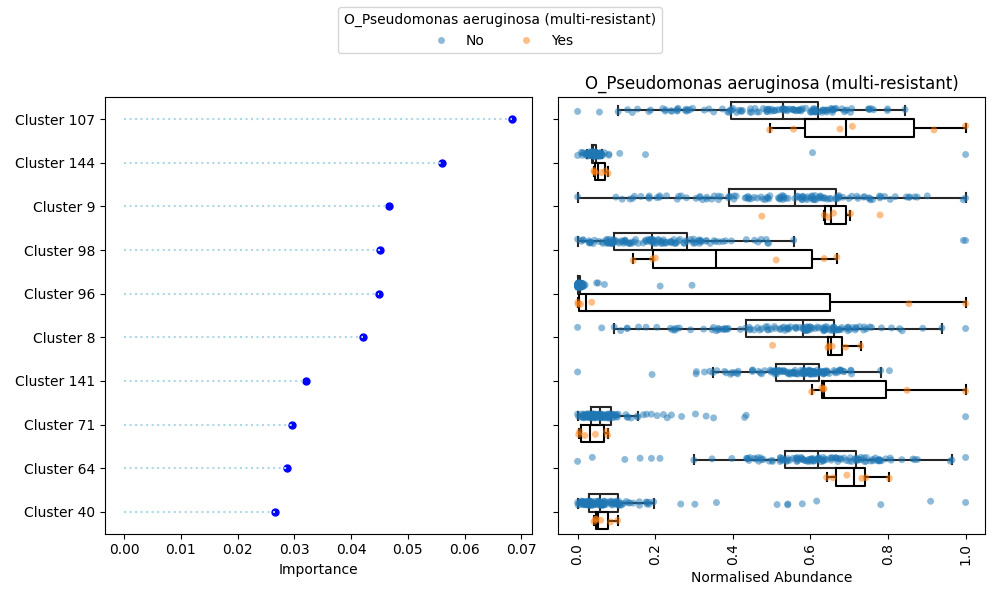 O_Pseudomonas aeruginosa (multi-resistant)
No Yes
O_Pseudomonas aeruginosa (multi-resistant)
Cluster 107
Cluster 144
Cluster 9
Cluster 98
Cluster 96
Cluster 8
Cluster 141
Cluster 71
Cluster 64
Cluster 40
0.00 0.01 0.02 0.03 0.04 0.05 0.06 0.07
Importance
0.0 0.2 0.4 0.6 0.8 1.0
Normalised Abundance